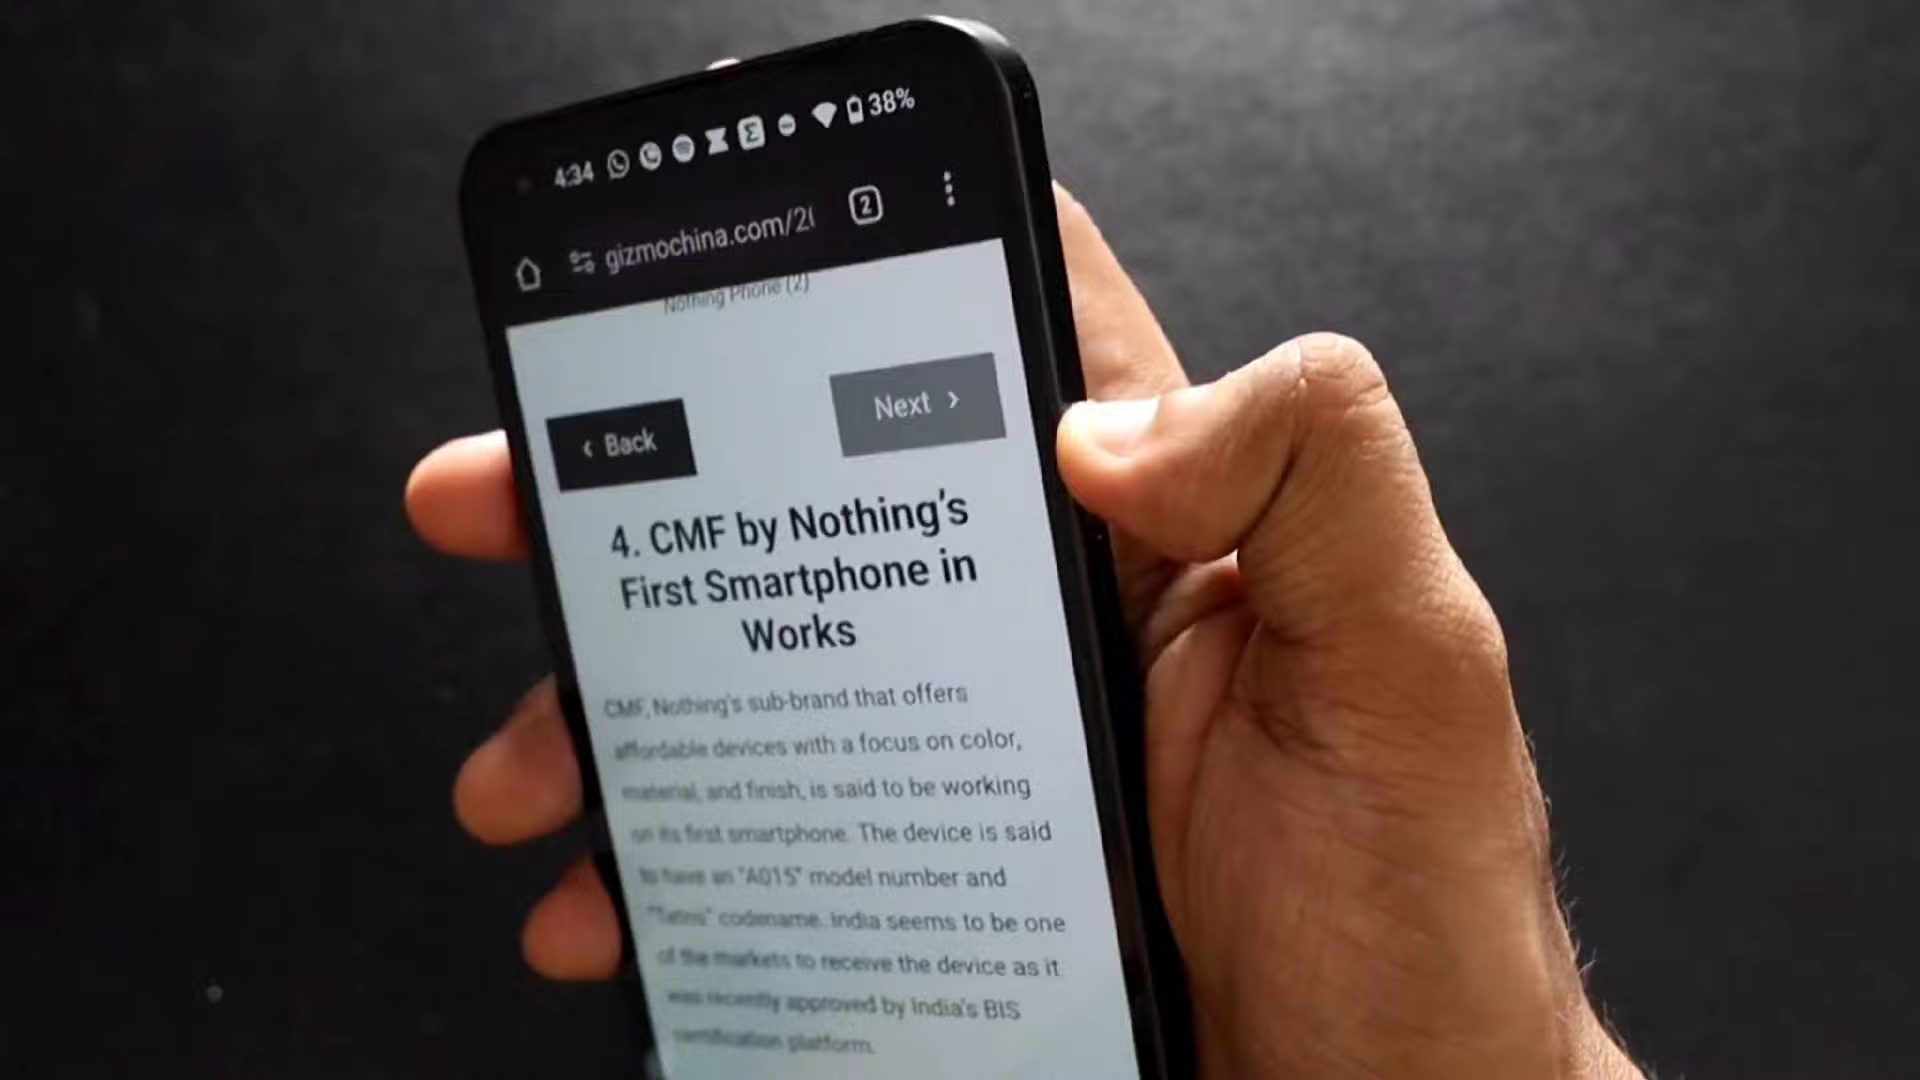 4:34 38%
gizmochina.com/20
2
Nothing Phone (2)
Next
Back
4. CMF by Nothing's
First Smartphone in
Works
CMF, Nothing's sub-brand that offers
affordable devices with a focus on color,
material, and finish, is said to be working
on its first smartphone. The device is said
to have an "A015" model number and
"Tetris" codename. India seems to be one
of the markets to receive the device as it
was recently approved by India's BIS
certification platform.